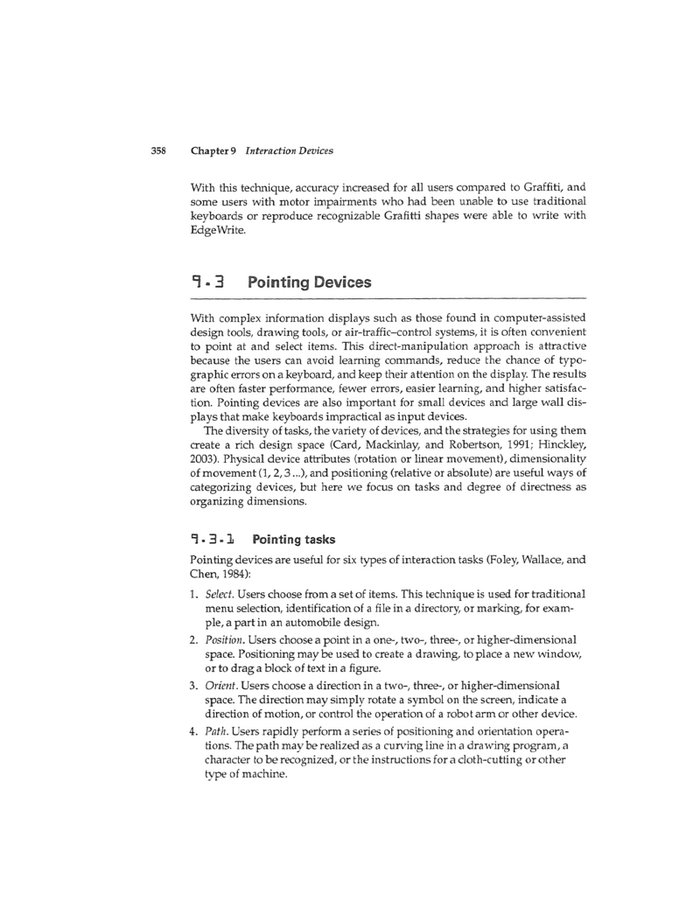 358 Chapter 9 Interaction Devices
With this technique, accuracy increased for all users compared to Graffiti, and
some users with motor impairments who had been unable to use traditional
keyboards or reproduce recognizable Grafitti shapes were able to write with
EdgeWrite.
9.3 Pointing Devices
With complex information displays such as those found in computer-assisted
design tools, drawing tools, or air-traffic–control systems, it is often convenient
to point at and select items. This direct-manipulation approach is attractive
because the users can avoid learning commands, reduce the chance of typo-
graphic errors on a keyboard, and keep their attention on the display. The results
are often faster performance, fewer errors, easier learning, and higher satisfac-
tion. Pointing devices are also important for small devices and large wall dis-
plays that make keyboards impractical as input devices.
The diversity of tasks, the variety of devices, and the strategies for using them
create a rich design space (Card, Mackinlay, and Robertson, 1991; Hinckley,
2003). Physical device attributes (rotation or linear movement), dimensionality
of movement (1, 2, 3 ...), and positioning (relative or absolute) are useful ways of
categorizing devices, but here we focus on tasks and degree of directness as
organizing dimensions.
9.3.1 Pointing tasks
Pointing devices are useful for six types of interaction tasks (Foley, Wallace, and
Chen, 1984):
1. Select. Users choose from a set of items. This technique is used for traditional
menu selection, identification of a file in a directory, or marking, for exam-
ple, a part in an automobile design.
2. Position. Users choose a point in a one-, two-, three-, or higher-dimensional
space. Positioning may be used to create a drawing, to place a new window,
or to drag a block of text in a figure.
3. Orient. Users choose a direction in a two-, three-, or higher-dimensional
space. The direction may simply rotate a symbol on the screen, indicate a
direction of motion, or control the operation of a robot arm or other device.
4. Path. Users rapidly perform a series of positioning and orientation opera-
tions. The path may be realized as a curving line in a drawing program, a
character to be recognized, or the instructions for a cloth-cutting or other
type of machine.